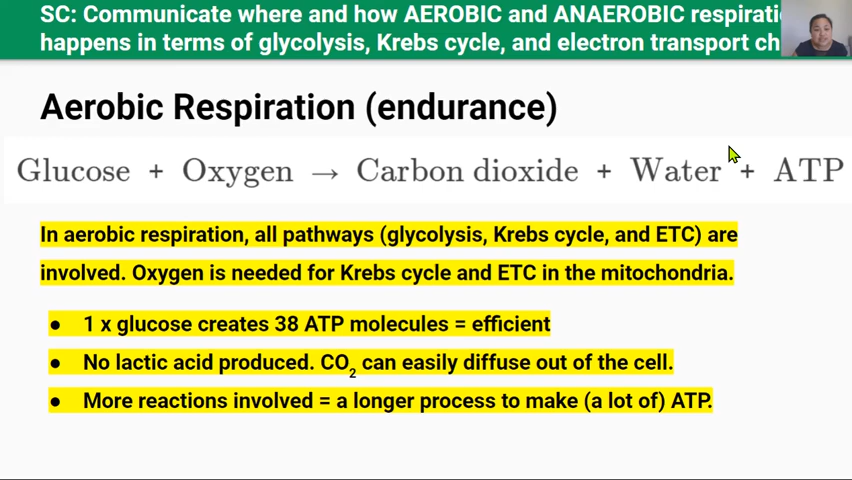 SC: Communicate where and how AEROBIC and ANAEROBIC
happens in terms of glycolysis, Krebs cycle, and electron transport
Aerobic Respiration (endurance)
Glucose + Oxygen → Carbon dioxide + Water + ATP
In aerobic respiration, all pathways (glycolysis, Krebs cycle, and ETC) are
involved. Oxygen is needed for Krebs cycle and ETC in the mitochondria.
● 1 x glucose creates 38 ATP molecules = efficient
● No lactic acid produced. CO₂ can easily diffuse out of the cell.
● More reactions involved = a longer process to make (a lot of) ATP.